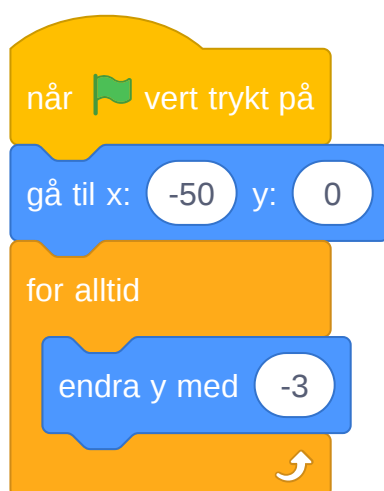 når vert trykt på
gå til x: -50 y: 0
for alltid
endra y med -3